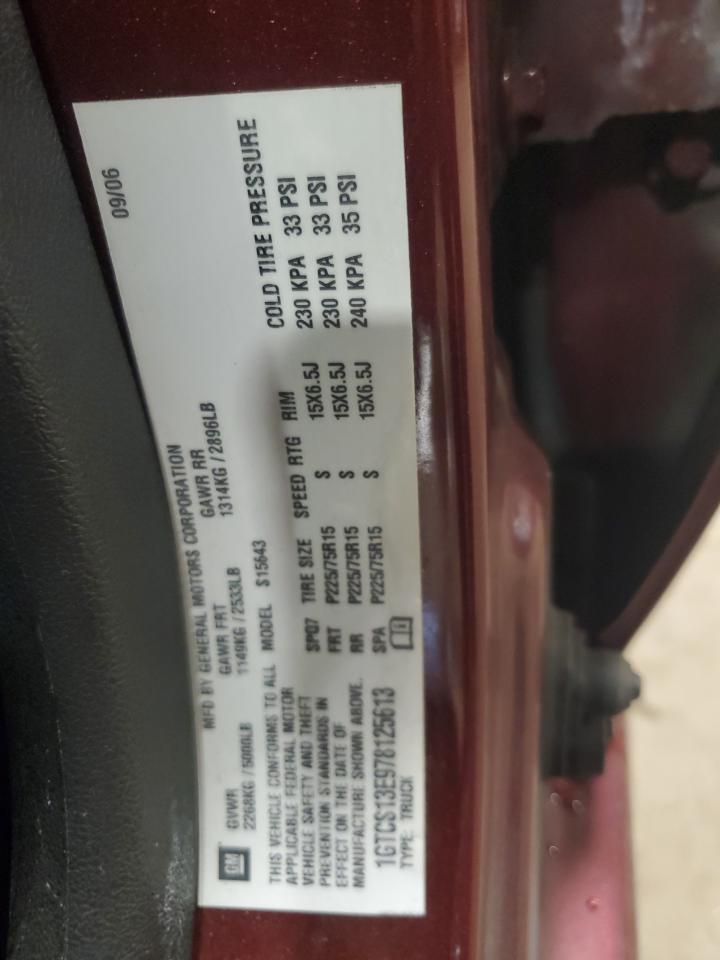 09/06
MFD BY GENERAL MOTORS CORPORATION
GM
GVWR GAWR FRT GAWR RR
2268KG/5000LB 1149KG/2533LB 1314KG/2896LB
THIS VEHICLE CONFORMS TO ALL
APPLICABLE FEDERAL MOTOR
VEHICLE SAFETY AND THEFT
PREVENTION STANDARDS IN
EFFECT ON THE DATE OF
MANUFACTURE SHOWN ABOVE.
1GTCS13E978125613
TYPE: TRUCK
MODEL S15643
COLD TIRE PRESSURE
SP07 TIRE SIZE SPEED RTG RIM
FRT P225/75R15 S 15X6.5J 230 KPA 33 PSI
RR P225/75R15 S 15X6.5J 230 KPA 33 PSI
SPA P225/75R15 S 15X6.5J 240 KPA 35 PSI